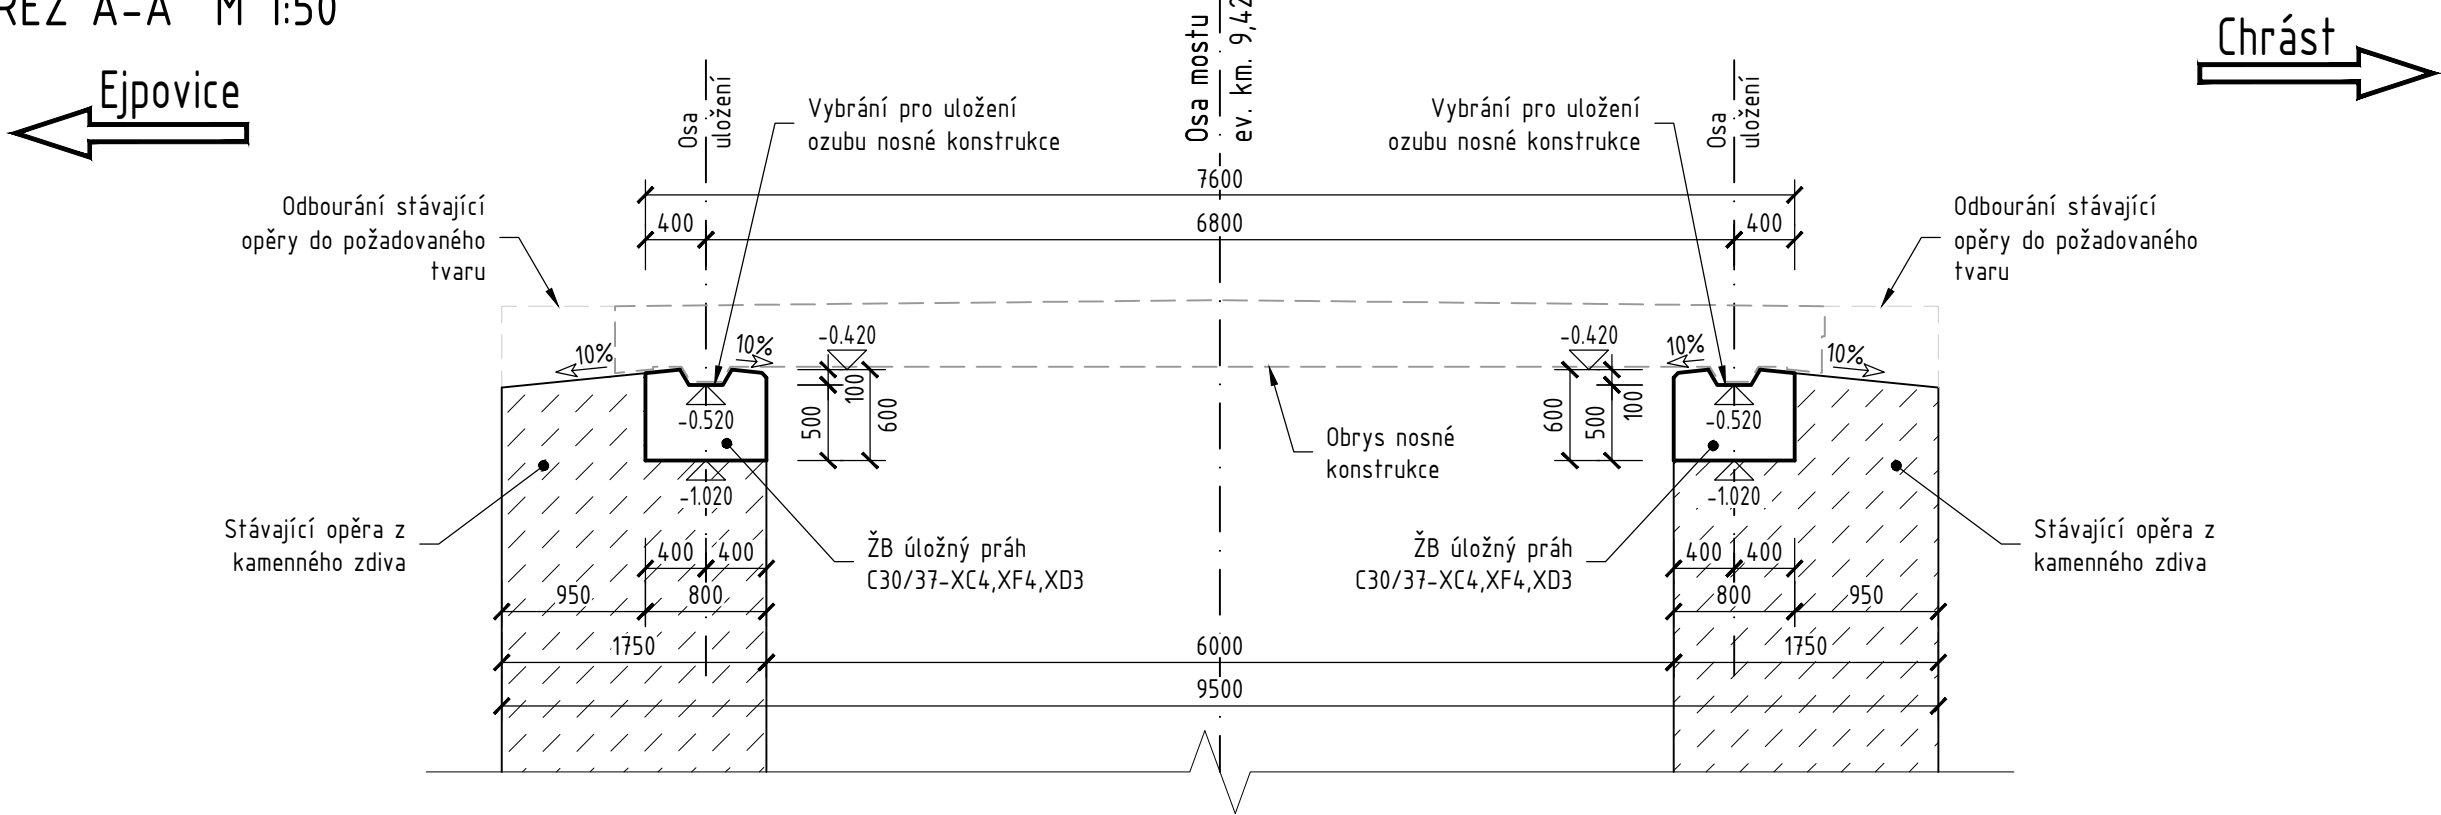 ŘEZ A-A M 1:50
Ejpovice
Chrást
Osa mostu
ev. km. 9,42
Osa
uložení
Osa
uložení
Vybrání pro uložení
ozubu nosné konstrukce
Vybrání pro uložení
ozubu nosné konstrukce
7600
400
6800
400
Odbourání stávající
opěry do požadovaného
tvaru
Odbourání stávající
opěry do požadovaného
tvaru
10%
10%
-0.420
-0.420
10%
10%
100
500
600
600
500
100
-0.520
-0.520
-1.020
-1.020
Obrys nosné
konstrukce
Stávající opěra z
kamenného zdiva
ŽB úložný práh
C30/37-XC4,XF4,XD3
ŽB úložný práh
C30/37-XC4,XF4,XD3
Stávající opěra z
kamenného zdiva
400
400
400
400
950
800
800
950
1750
6000
1750
9500